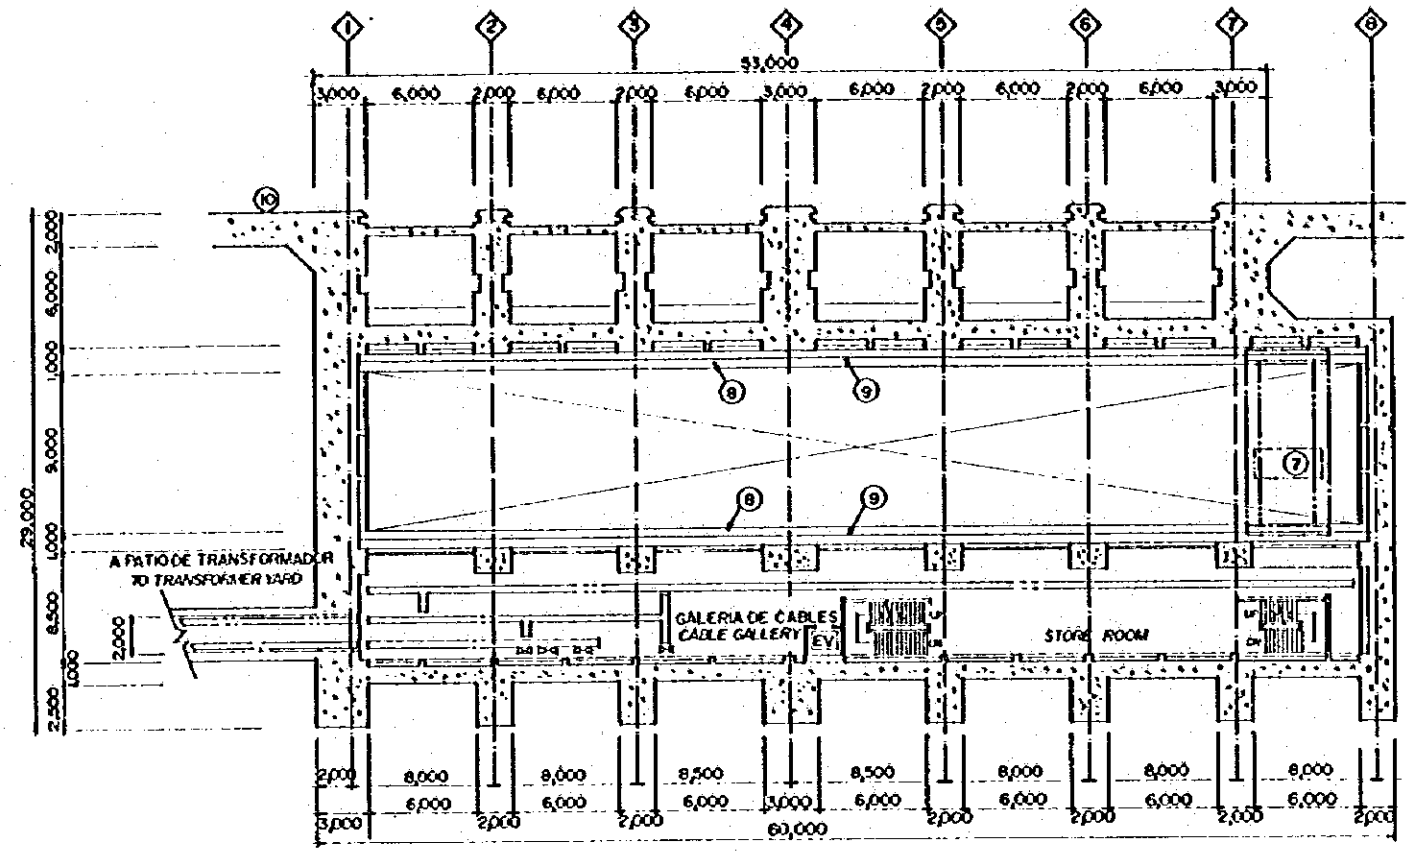 1 2 3 4 5 6 7 8
53,000
3,000 6,000 2,000 6,000 2,000 6,000 3,000 6,000 2,000 6,000 2,000 6,000 3,000
10
2,000
6,000
1,000
8 9
9,000
7
29,000
8 9
1,000
A PATIO DE TRANSFORMADOR
TO TRANSFORMER YARD
8,500
2,000
GALERIA DE CABLES UP UP
CABLE GALLERY EV STORE ROOM DN
1,000
2,500
2,000 8,000 8,000 8,500 8,500 8,000 8,000 8,000
6,000 6,000 6,000 3,000 6,000 6,000 6,000 6,000
3,000 2,000 2,000 2,000 2,000 2,000 2,000
60,000